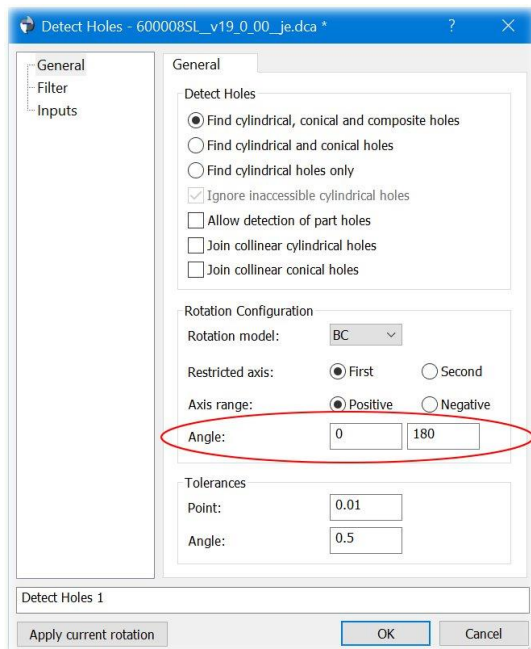 Detect Holes - 600008SL_v19_0_00_je.dca * ? ×
General
Filter
Inputs
General
Detect Holes
Find cylindrical, conical and composite holes
Find cylindrical and conical holes
Find cylindrical holes only
Ignore inaccessible cylindrical holes
Allow detection of part holes
Join collinear cylindrical holes
Join collinear conical holes
Rotation Configuration
Rotation model: BC
Restricted axis: First Second
Axis range: Positive Negative
Angle: 0 180
Tolerances
Point: 0.01
Angle: 0.5
Detect Holes 1
Apply current rotation OK Cancel